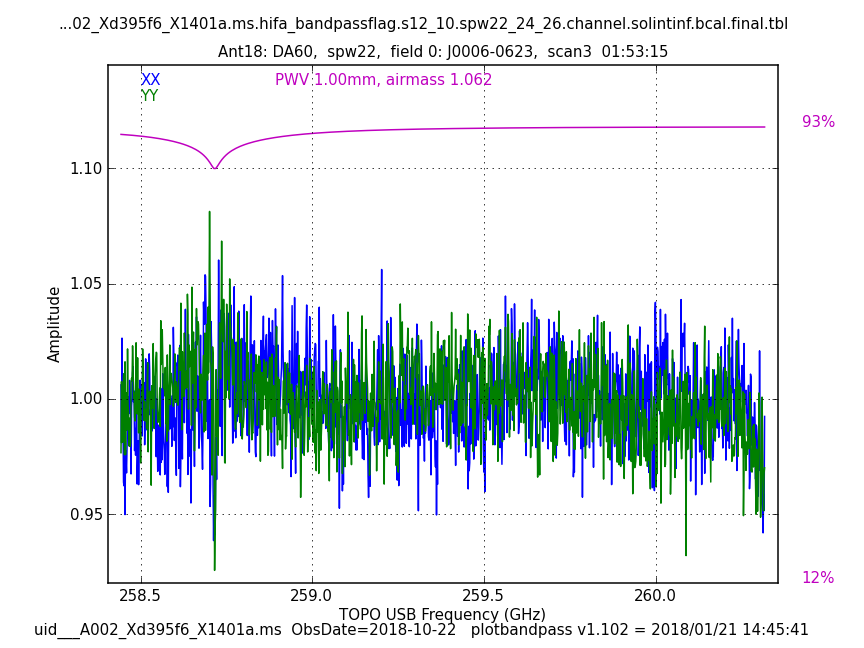 ...02_Xd395f6_X1401a.ms.hifa_bandpassflag.s12_10.spw22_24_26.channel.solintinf.bcal.final.tbl
Ant18: DA60,  spw22,  field 0: J0006-0623,  scan3  01:53:15
XX
PWV 1.00mm, airmass 1.062
YY
93%
1.10
1.05
Amplitude
1.00
0.95
12%
258.5
259.0
259.5
260.0
TOPO USB Frequency (GHz)
uid___A002_Xd395f6_X1401a.ms  ObsDate=2018-10-22   plotbandpass v1.102 = 2018/01/21 14:45:41